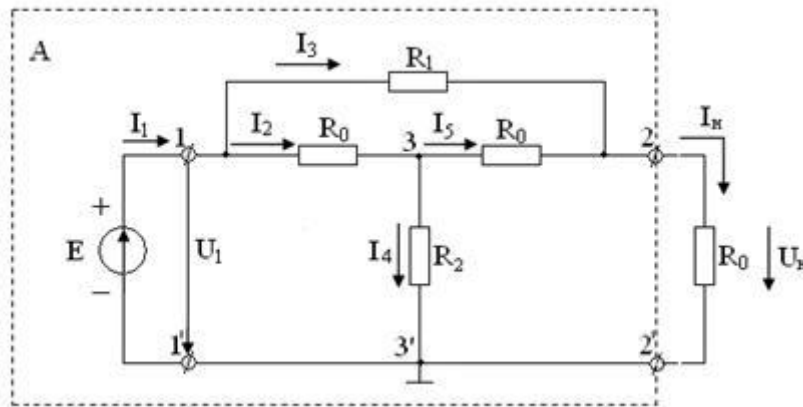 A
I₃
R₁
I₁
1
I₂
R₀
3
I₅
R₀
2
Iн
+
E
−
U₁
I₄
R₂
R₀
Uн
1'
3'
2'